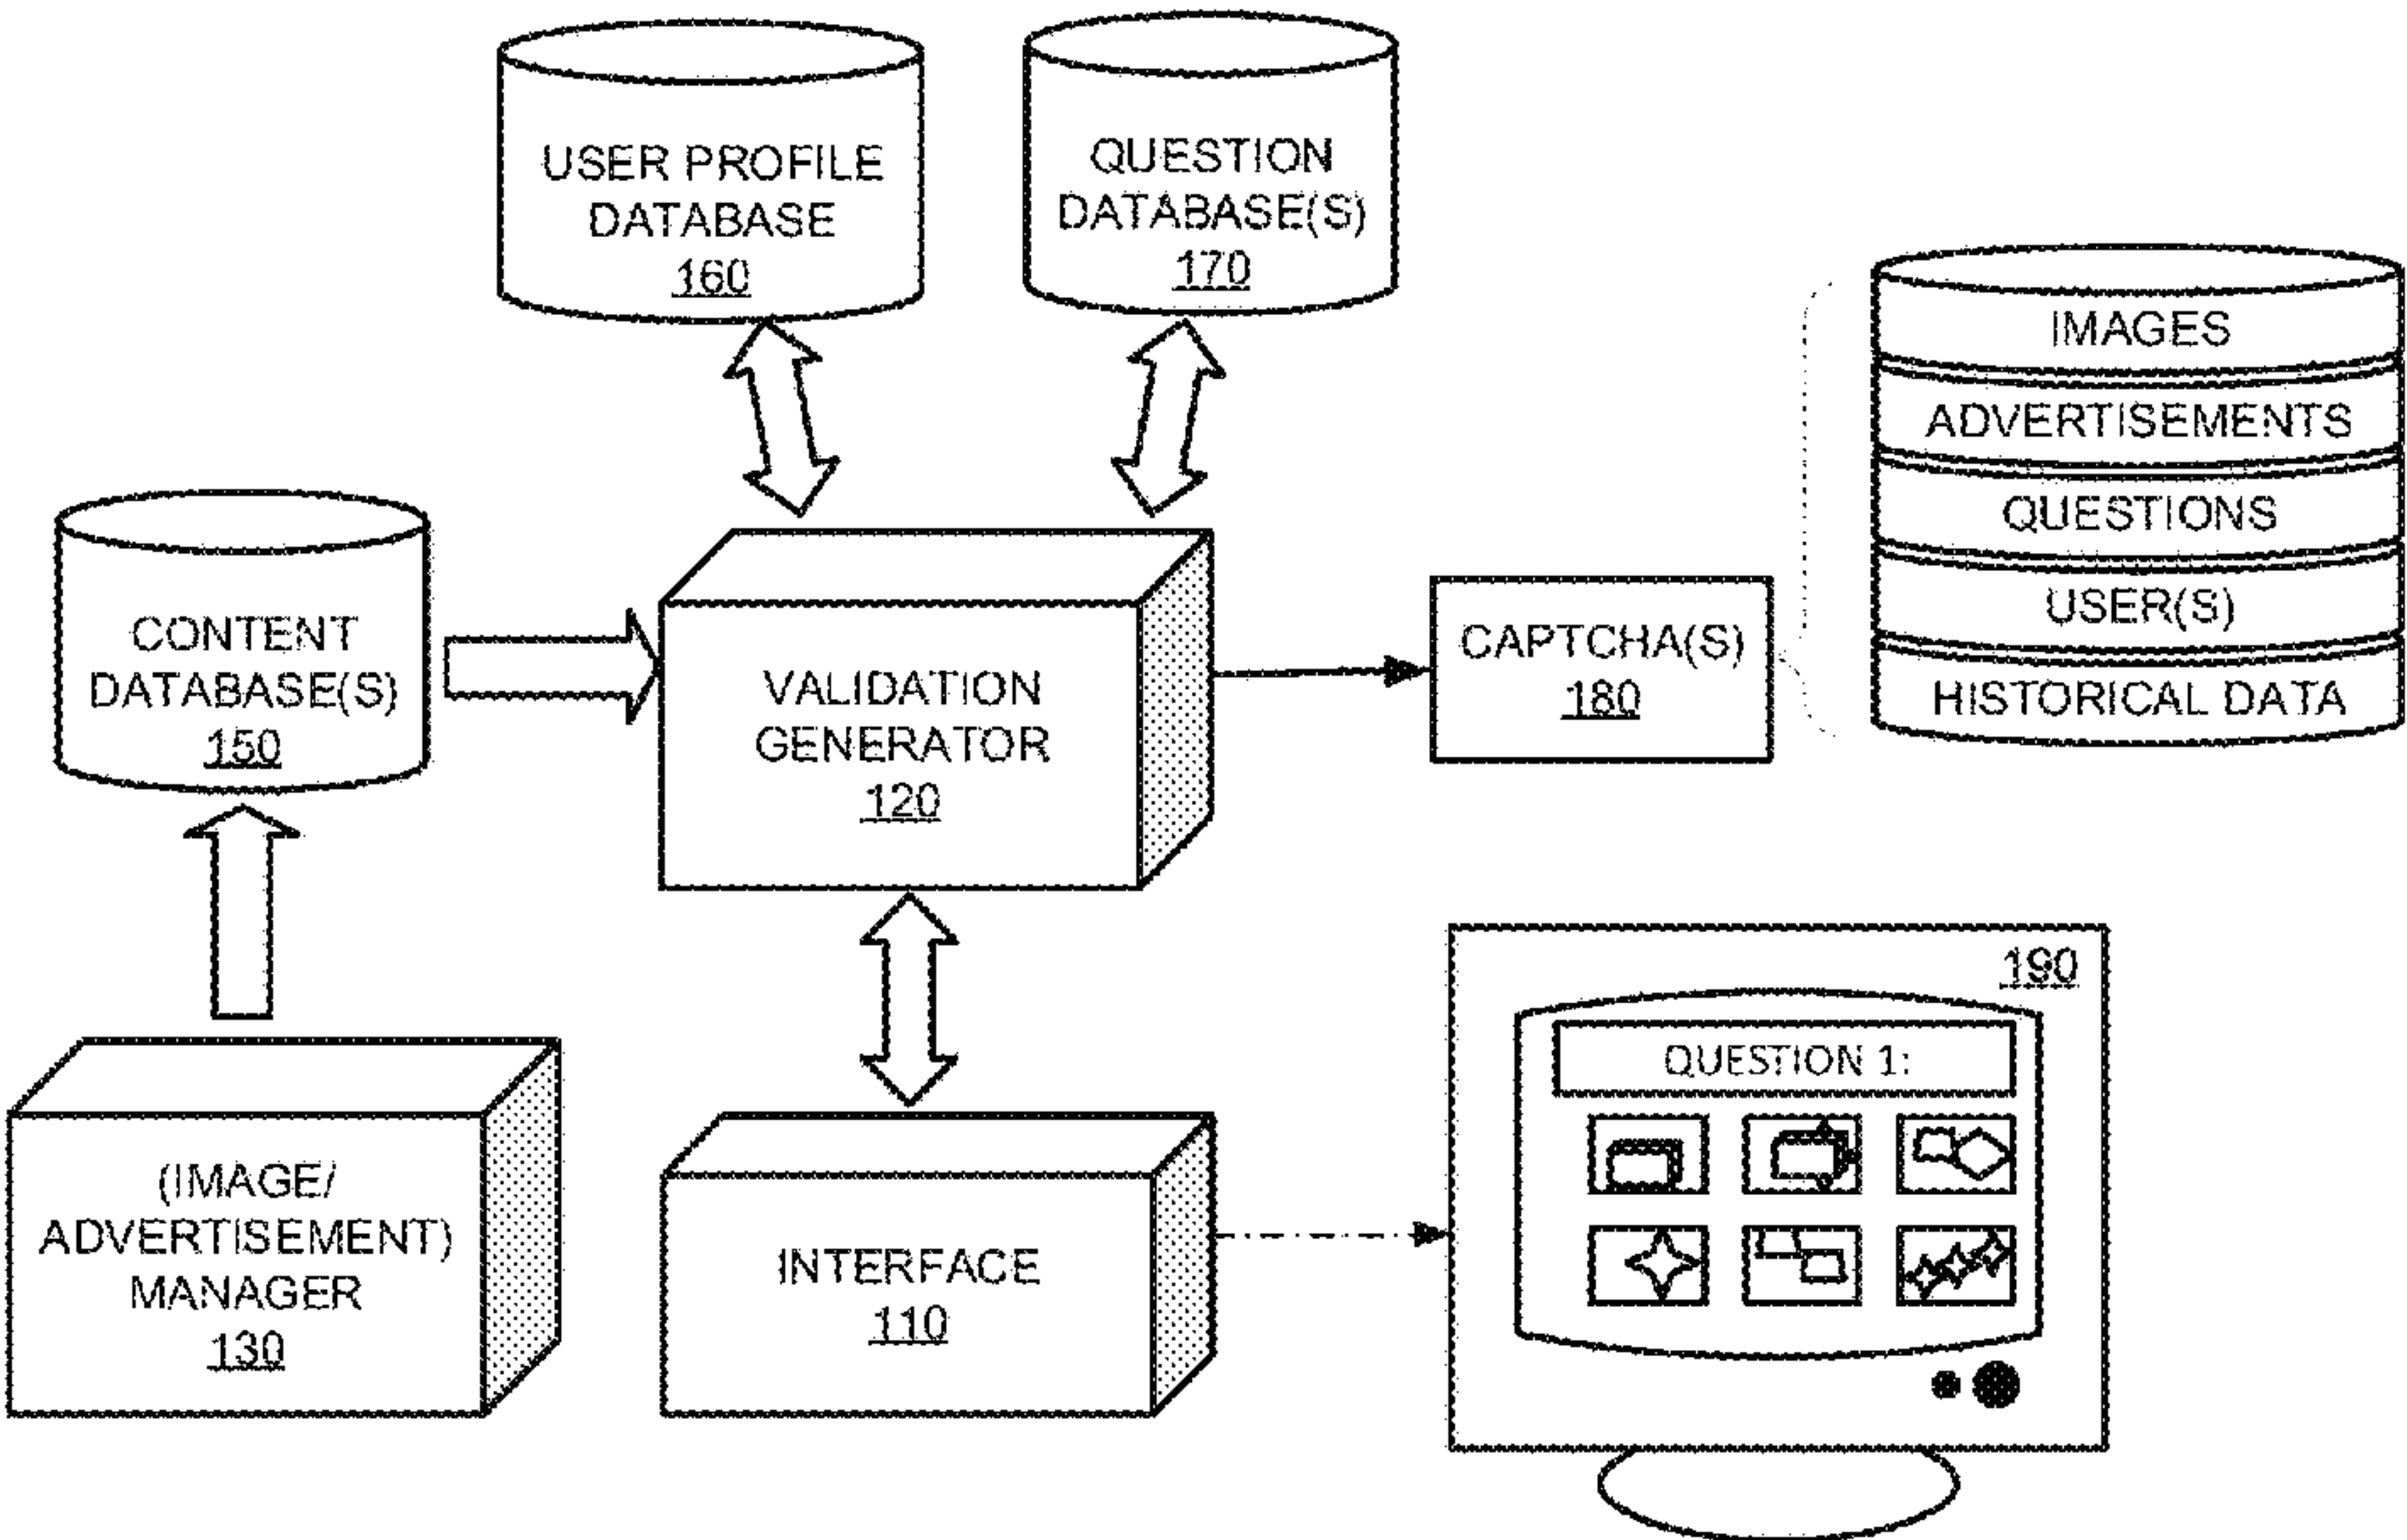 USER PROFILE
DATABASE
160
QUESTION
DATABASE(S)
170
IMAGES
ADVERTISEMENTS
QUESTIONS
USER(S)
HISTORICAL DATA
CONTENT
DATABASE(S)
150
VALIDATION
GENERATOR
120
CAPTCHA(S)
180
(IMAGE/
ADVERTISEMENT)
MANAGER
130
INTERFACE
110
190
QUESTION 1: